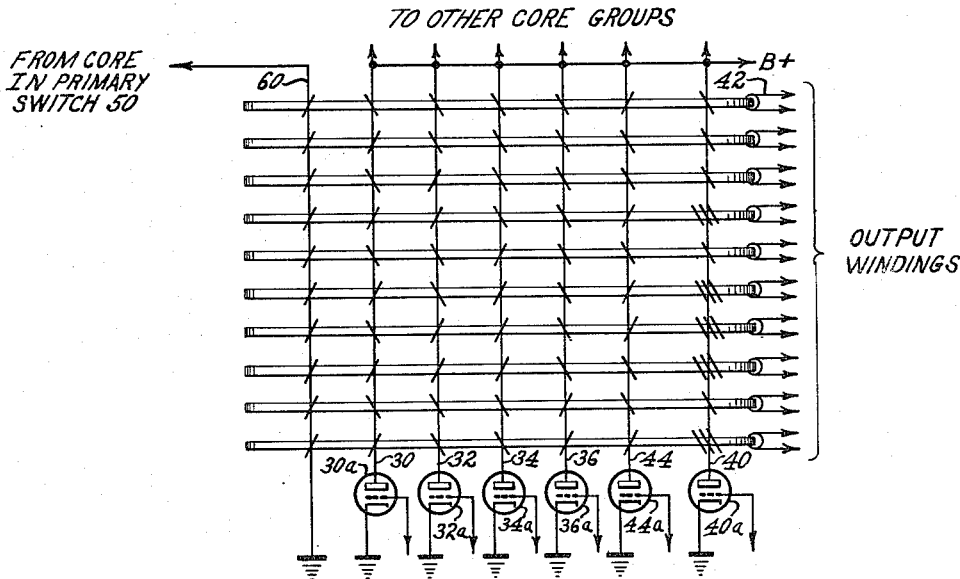 TO OTHER CORE GROUPS
FROM CORE
IN PRIMARY
SWITCH 50
60
B+
42
OUTPUT
WINDINGS
30a
30
32
34
36
44
40
32a
34a
36a
44a
40a